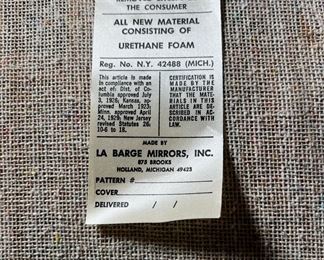 THE CONSUMER
ALL NEW MATERIAL
CONSISTING OF
URETHANE FOAM
Reg. No. N.Y. 42488 (MICH.)
This article is made in
compliance with an
act of: Dist. of Co-
lumbia approved July
3, 1926; Kansas, ap-
proved March 1923;
Minn. approved April
24, 1929; New Jersey
revised Statutes 26:
10-6 to 18.
CERTIFICATION IS
MADE BY THE
MANUFACTURER
THAT THE MATE-
RIALS IN THIS
ARTICLE ARE DE-
SCRIBED IN AC-
CORDANCE WITH
LAW.
MADE BY
LA BARGE MIRRORS, INC.
875 BROOKS
HOLLAND, MICHIGAN 49423
PATTERN #
COVER
DELIVERED / /